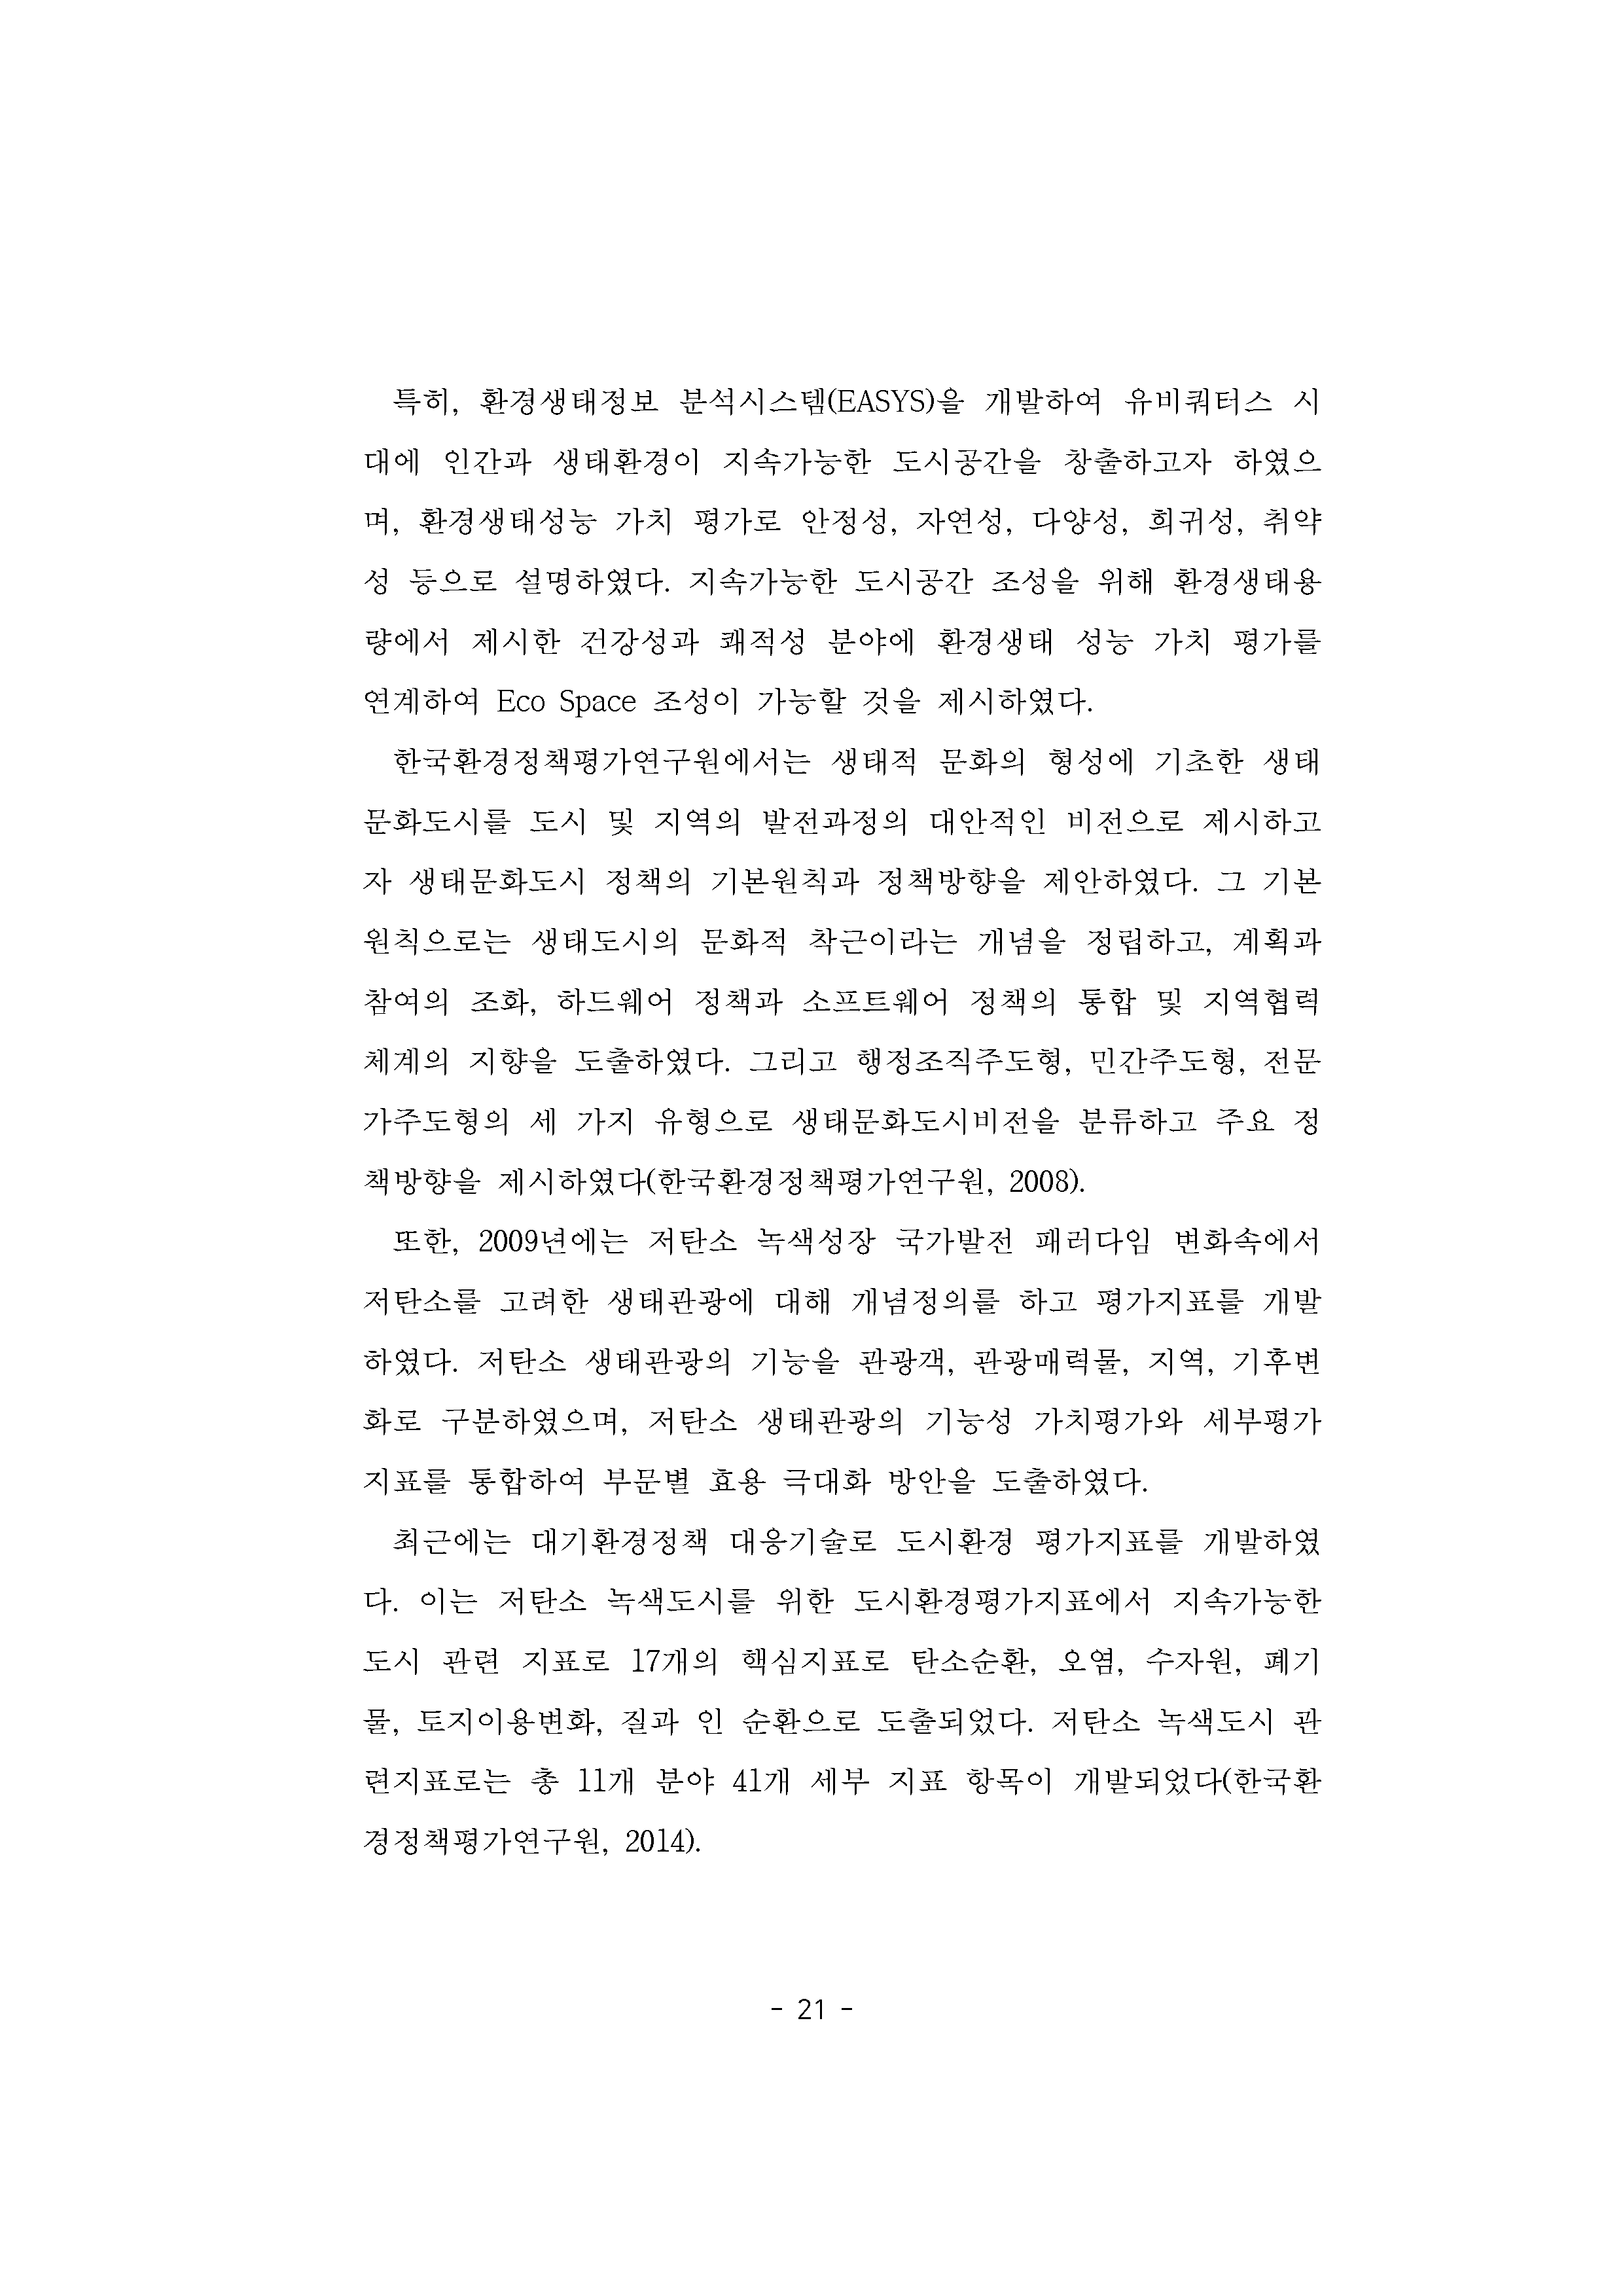 특히, 환경생태정보 분석시스템(EASYS)을 개발하여 유비쿼터스 시
대에 인간과 생태환경이 지속가능한 도시공간을 창출하고자 하였으
며, 환경생태성능 가치 평가로 안정성, 자연성, 다양성, 희귀성, 취약
성 등으로 설명하였다. 지속가능한 도시공간 조성을 위해 환경생태용
량에서 제시한 건강성과 쾌적성 분야에 환경생태 성능 가치 평가를
연계하여 Eco Space 조성이 가능할 것을 제시하였다.
한국환경정책평가연구원에서는 생태적 문화의 형성에 기초한 생태
문화도시를 도시 및 지역의 발전과정의 대안적인 비전으로 제시하고
자 생태문화도시 정책의 기본원칙과 정책방향을 제안하였다. 그 기본
원칙으로는 생태도시의 문화적 착근이라는 개념을 정립하고, 계획과
참여의 조화, 하드웨어 정책과 소프트웨어 정책의 통합 및 지역협력
체계의 지향을 도출하였다. 그리고 행정조직주도형, 민간주도형, 전문
가주도형의 세 가지 유형으로 생태문화도시비전을 분류하고 주요 정
책방향을 제시하였다(한국환경정책평가연구원, 2008).
또한, 2009년에는 저탄소 녹색성장 국가발전 패러다임 변화속에서
저탄소를 고려한 생태관광에 대해 개념정의를 하고 평가지표를 개발
하였다. 저탄소 생태관광의 기능을 관광객, 관광매력물, 지역, 기후변
화로 구분하였으며, 저탄소 생태관광의 기능성 가치평가와 세부평가
지표를 통합하여 부문별 효용 극대화 방안을 도출하였다.
최근에는 대기환경정책 대응기술로 도시환경 평가지표를 개발하였
다. 이는 저탄소 녹색도시를 위한 도시환경평가지표에서 지속가능한
도시 관련 지표로 17개의 핵심지표로 탄소순환, 오염, 수자원, 폐기
물, 토지이용변화, 질과 인 순환으로 도출되었다. 저탄소 녹색도시 관
련지표로는 총 11개 분야 41개 세부 지표 항목이 개발되었다(한국환
경정책평가연구원, 2014).
- 21 -